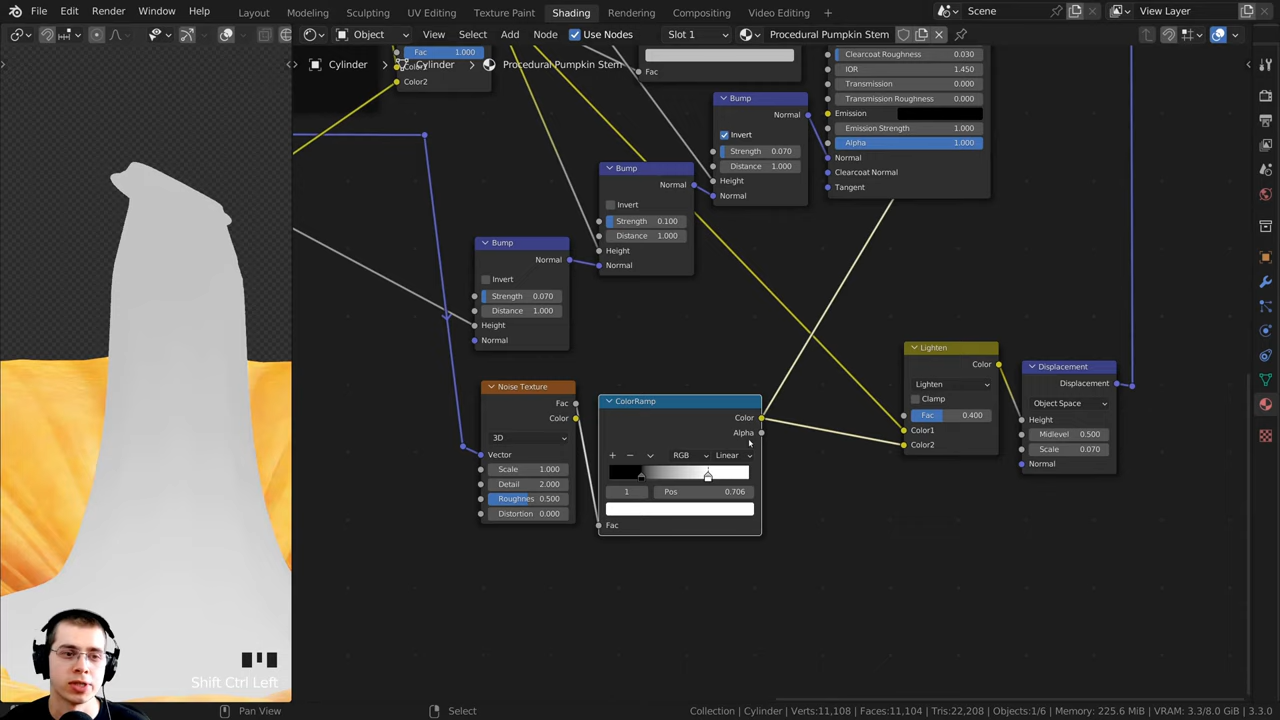 File Edit Render Window Help Layout Modeling Sculpting UV Editing Texture Paint Shading Rendering Compositing Video Editing Scene View Layer
Object View Select Add Node Use Nodes Slot 1 Procedural Pumpkin Stem
Cylinder Cylinder Procedural Pumpkin Stem
Fac 1.000
Color2
Fac
Clearcoat Roughness 0.030
IOR 1.450
Transmission 0.000
Transmission Roughness 0.000
Emission
Emission Strength 1.000
Alpha 1.000
Normal
Clearcoat Normal
Tangent
Bump
Normal
Invert
Strength 0.070
Distance 1.000
Height
Normal
Bump
Normal
Invert
Strength 0.100
Distance 1.000
Height
Normal
Bump
Normal
Invert
Strength 0.070
Distance 1.000
Height
Normal
Noise Texture
Fac
Color
3D
Vector
Scale 1.000
Detail 2.000
Roughness 0.500
Distortion 0.000
ColorRamp
Color
Alpha
RGB Linear
1 Pos 0.706
Fac
Lighten
Color
Lighten
Clamp
Fac 0.400
Color1
Color2
Displacement
Displacement
Object Space
Height
Midlevel 0.500
Scale 0.070
Normal
Shift Ctrl Left
Pan View Select Collection | Cylinder | Verts:11,108 | Faces:11,104 | Tris:22,208 | Objects:1/6 | Memory: 225.6 MiB | VRAM: 3.3/8.0 GiB | 3.3.0